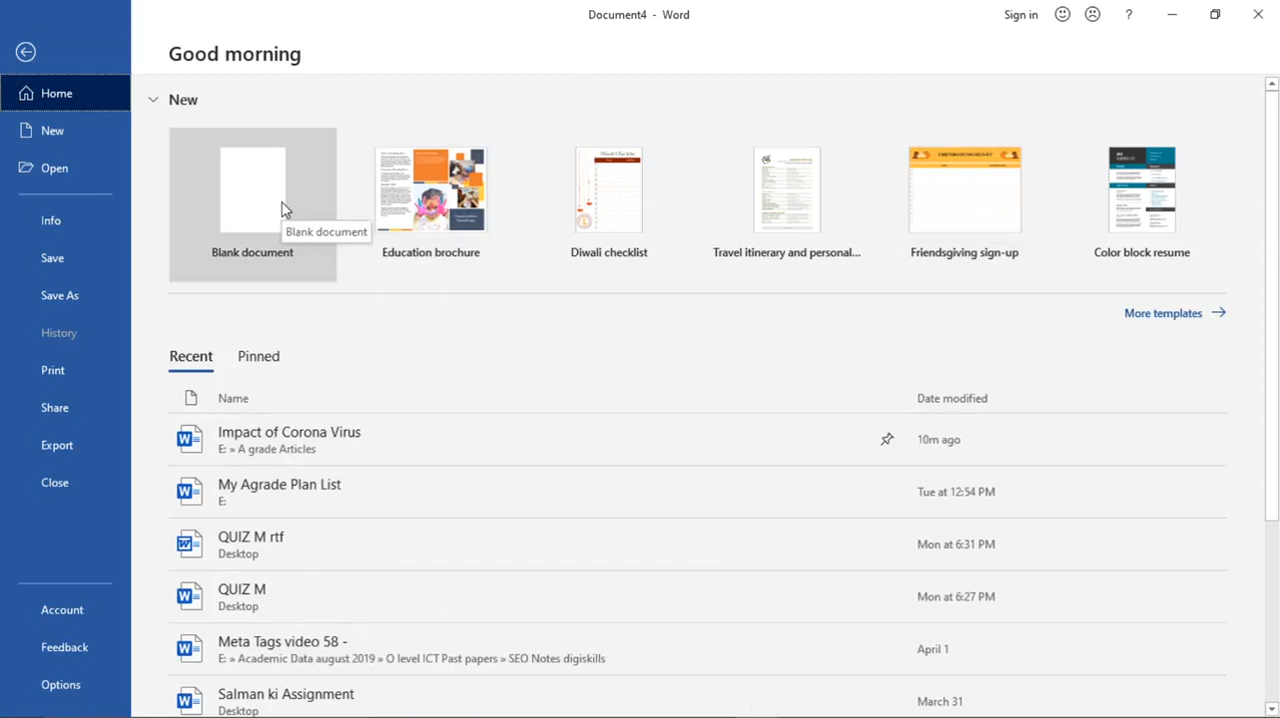 Document4 - Word
Sign in
?
Good morning
Home
New
Open
Info
Save
Save As
History
Print
Share
Export
Close
Account
Feedback
Options
New
Blank document
Blank document
Education brochure
Diwali checklist
Travel itinerary and personal...
Friendsgiving sign-up
Color block resume
More templates
Recent Pinned
Name Date modified
Impact of Corona Virus
E: » A grade Articles
10m ago
My Agrade Plan List
E:
Tue at 12:54 PM
QUIZ M rtf
Desktop
Mon at 6:31 PM
QUIZ M
Desktop
Mon at 6:27 PM
Meta Tags video 58 -
E: » Academic Data august 2019 » O level ICT Past papers » SEO Notes digiskills
April 1
Salman ki Assignment
Desktop
March 31